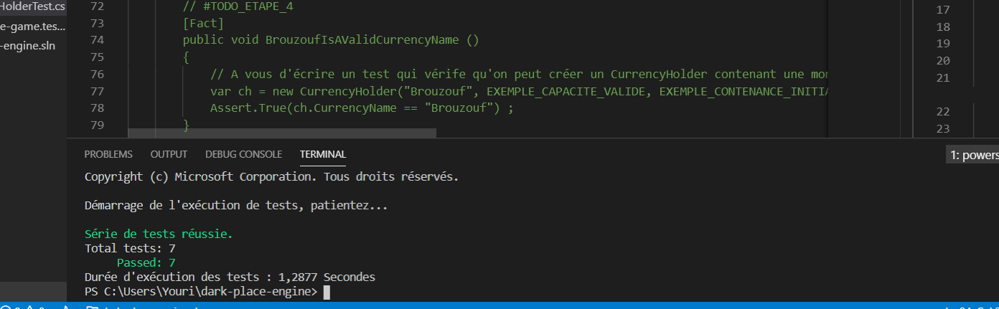 HolderTest.cs
e-game.tes...
-engine.sln
72 // #TODO_ETAPE_4
73 [Fact]
74 public void BrouzoufIsAValidCurrencyName ()
75 {
76 // A vous d'écrire un test qui vérifie qu'on peut créer un CurrencyHolder contenant une mon
77 var ch = new CurrencyHolder("Brouzouf", EXEMPLE_CAPACITE_VALIDE, EXEMPLE_CONTENANCE_INITIA
78 Assert.True(ch.CurrencyName == "Brouzouf") ;
79 }
17
18
19
20
21
22
23
PROBLEMS OUTPUT DEBUG CONSOLE TERMINAL 1: powers
Copyright (c) Microsoft Corporation. Tous droits réservés.
Démarrage de l'exécution de tests, patientez...
Série de tests réussie.
Total tests: 7
Passed: 7
Durée d'exécution des tests : 1,2877 Secondes
PS C:\Users\Youri\dark-place-engine>